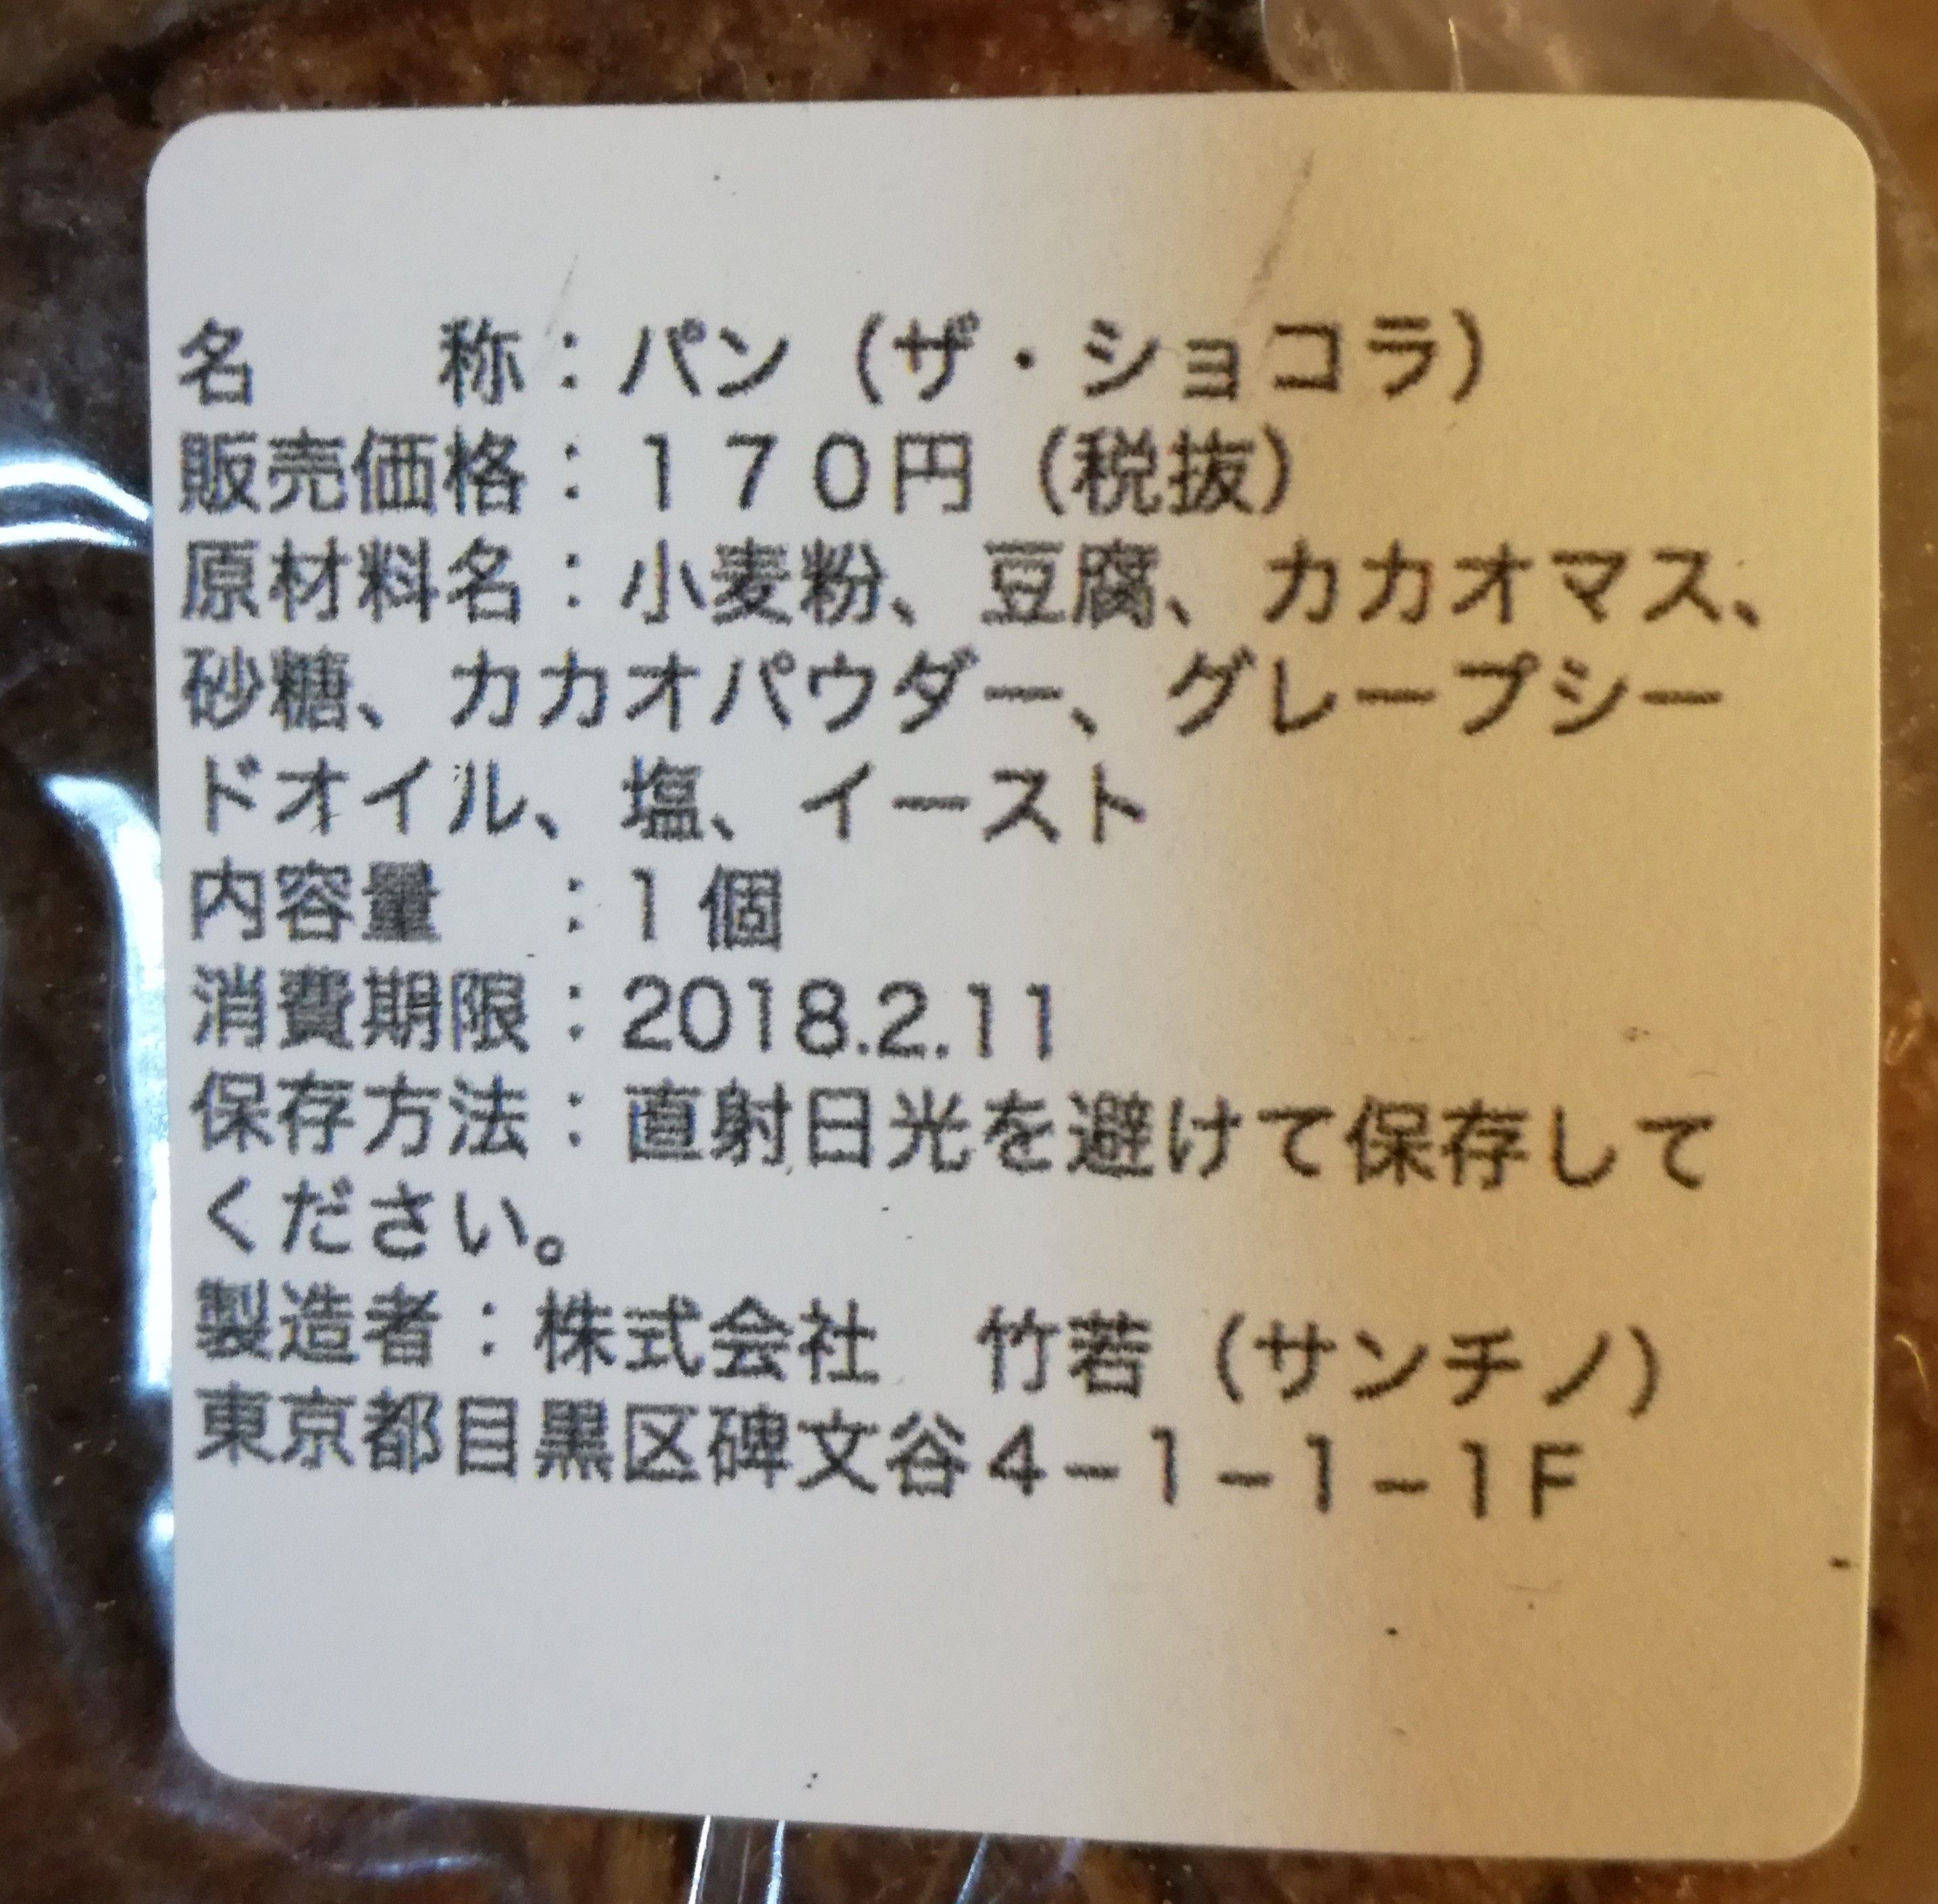 名　　称：パン（ザ・ショコラ）
販売価格：１７０円（税抜）
原材料名：小麦粉、豆腐、カカオマス、
砂糖、カカオパウダー、グレープシー
ドオイル、塩、イースト
内容量　：1個
消費期限：2018.2.11
保存方法：直射日光を避けて保存して
ください。
製造者：株式会社　竹若（サンチノ）
東京都目黒区碑文谷４−１−１−１F